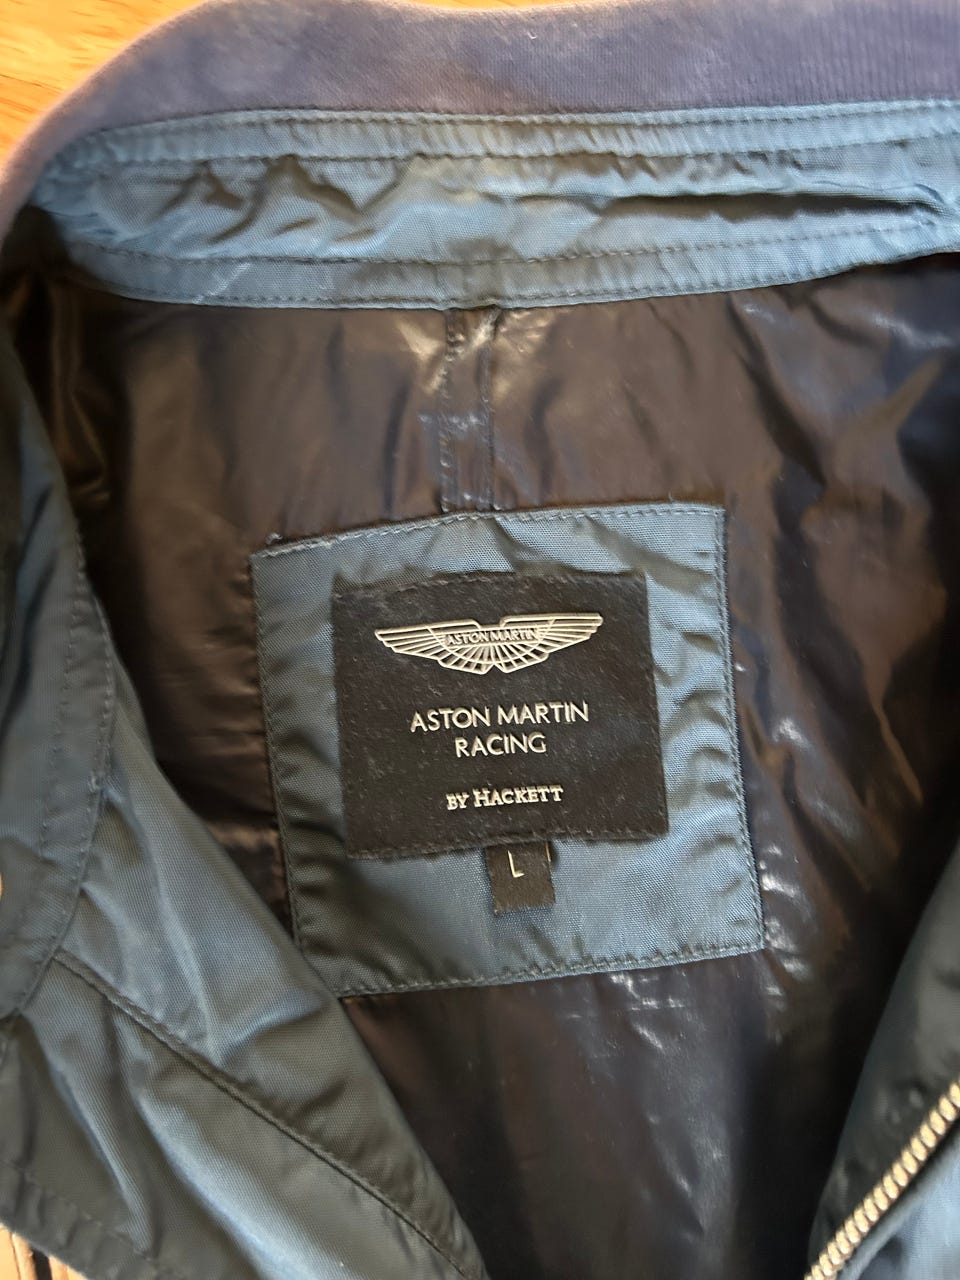 ASTON MARTIN
ASTON MARTIN
RACING
BY HACKETT
L